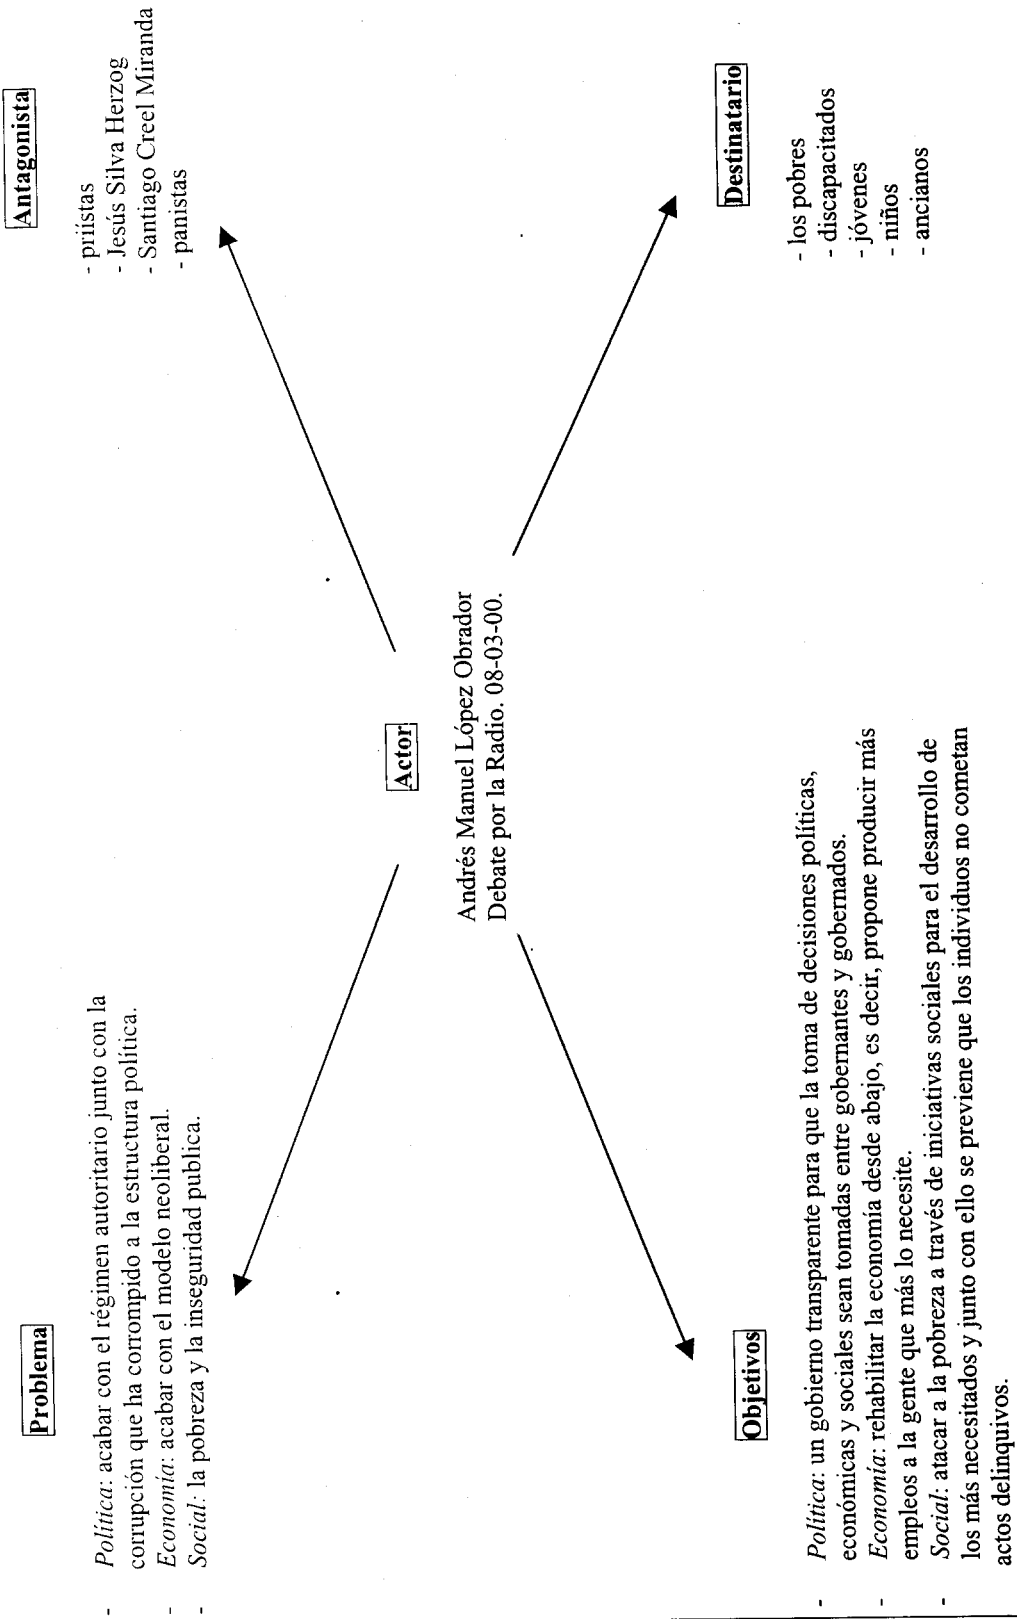 Problema
- Política: acabar con el régimen autoritario junto con la
corrupción que ha corrompido a la estructura política.
- Economía: acabar con el modelo neoliberal.
- Social: la pobreza y la inseguridad publica.
Antagonista
- priístas
- Jesús Silva Herzog
- Santiago Creel Miranda
- panistas
Actor
Andrés Manuel López Obrador
Debate por la Radio. 08-03-00.
Objetivos
- Política: un gobierno transparente para que la toma de decisiones políticas,
económicas y sociales sean tomadas entre gobernantes y gobernados.
- Economía: rehabilitar la economía desde abajo, es decir, propone producir más
empleos a la gente que más lo necesite.
- Social: atacar a la pobreza a través de iniciativas sociales para el desarrollo de
los más necesitados y junto con ello se previene que los individuos no cometan
actos delinquivos.
Destinatario
- los pobres
- discapacitados
- jóvenes
- niños
- ancianos